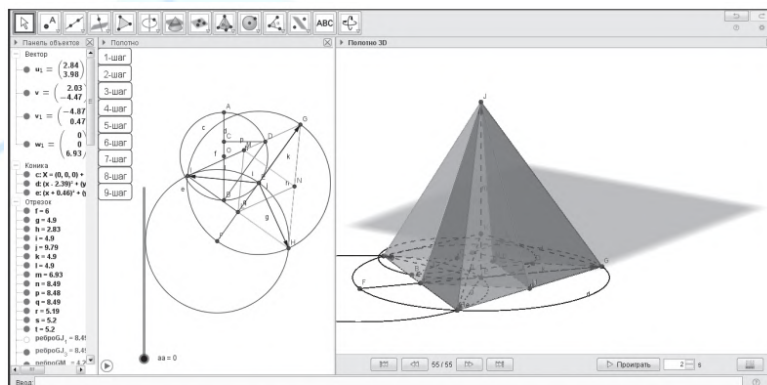 ABC
Панель объектов
Полотно
Полотно 3D
Вектор
u₁ = (2.84 3.98)
v = (2.03 −4.47)
v₁ = (−4.87 0.47)
w₁ = (0 0 6.93)
Коника
c: X = (0, 0, 0) +
d: (x - 2.39)² + (y
e: (x + 0.46)² + (y
Отрезок
f = 6
g = 4.9
h = 2.83
i = 4.9
j = 9.79
k = 4.9
l = 4.9
m = 6.93
n = 8.49
p = 8.48
q = 8.49
r = 5.19
s = 5.2
t = 5.2
реброGJ₁ = 8.49
1-шаг
2-шаг
3-шаг
4-шаг
5-шаг
6-шаг
7-шаг
8-шаг
9-шаг
A
c
C
D
G
O
f
k
N
n
e
g
H
aa = 0
J
F
G
55 / 55
Проиграть
2
s
Ввод: